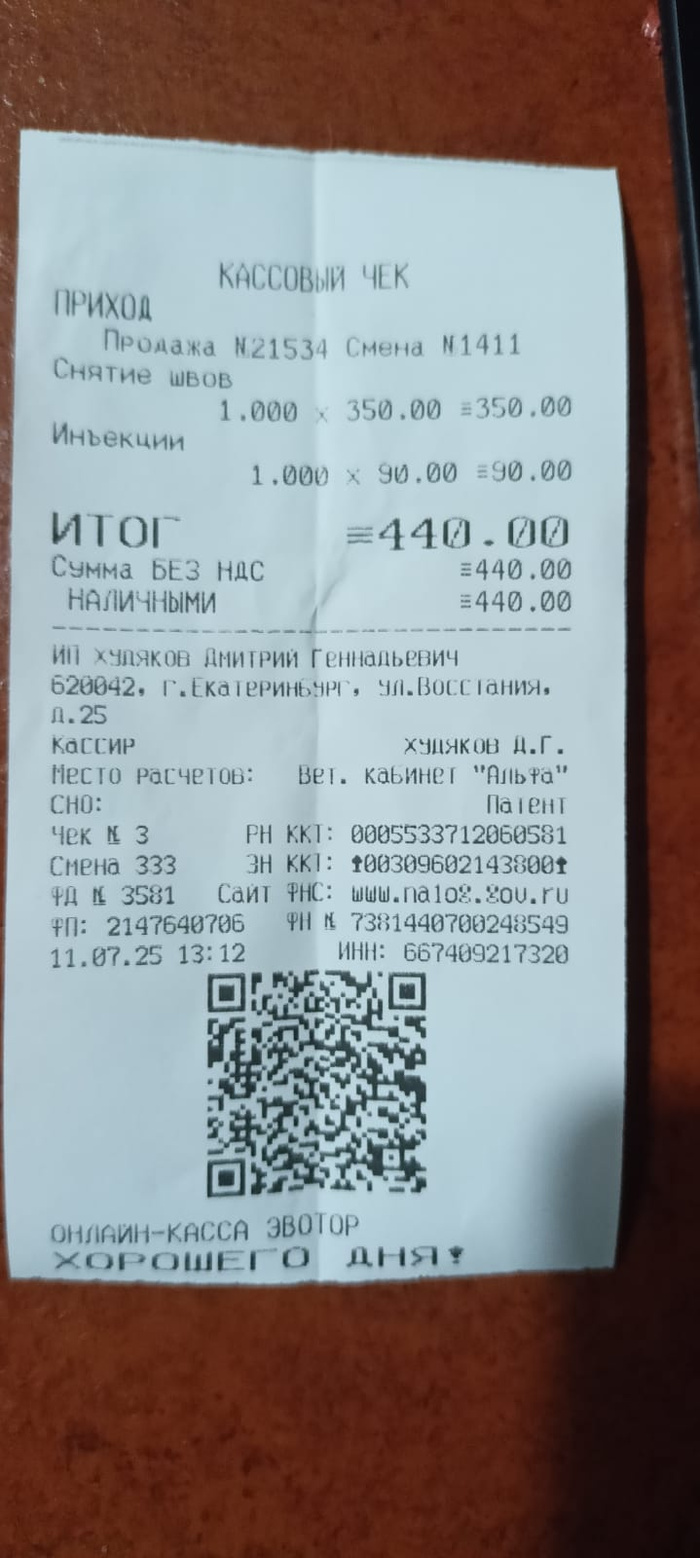 КАССОВЫЙ ЧЕК
ПРИХОД
Продажа №21534 Смена №1411
Снятие швов
1.000 x 350.00 ≡350.00
Инъекции
1.000 x 90.00 ≡90.00
ИТОГ ≡440.00
Сумма БЕЗ НДС ≡440.00
НАЛИЧНЫМИ ≡440.00
ИП Худяков Дмитрий Геннадьевич
620042, г.Екатеринбург, ул.Восстания,
д.25
Кассир Худяков Д.Г.
Место расчетов: Вет. кабинет "Альфа"
СНО: Патент
Чек № 3 РН ККТ: 0005533712060581
Смена 333 ЗН ККТ: 00309602143800
ФД № 3581 Сайт ФНС: www.nalog.gov.ru
ФП: 2147640706 ФН № 7381440700248549
11.07.25 13:12 ИНН: 667409217320
ОНЛАЙН-КАССА ЭВОТОР
ХОРОШЕГО ДНЯ!